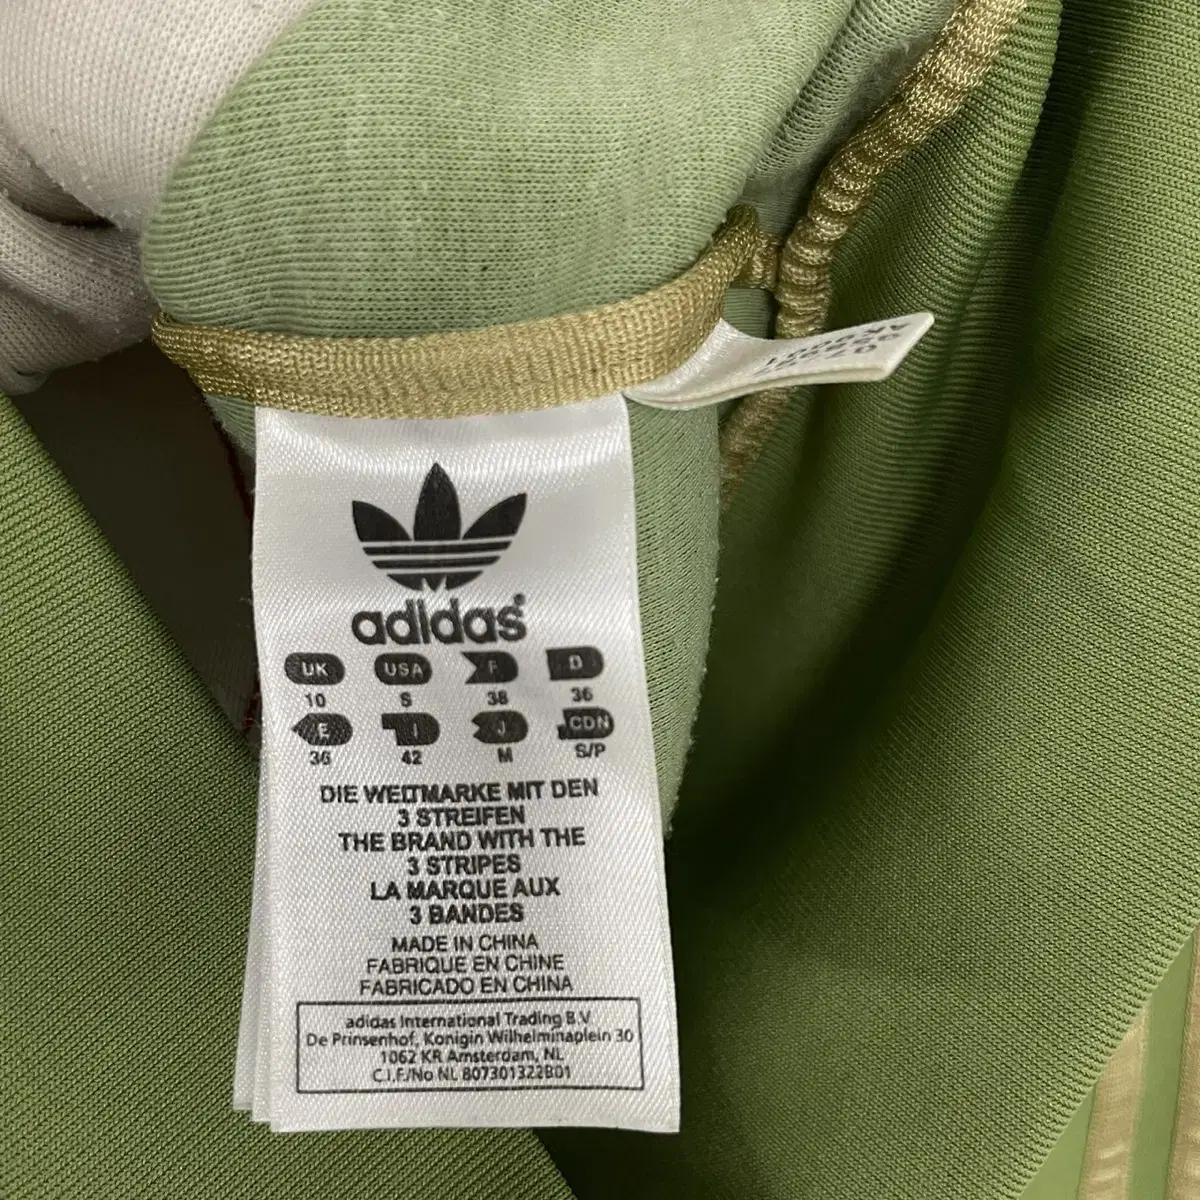 adidas
UK USA F D
10 S 38 36
E I J CDN
36 42 M S/P
DIE WELTMARKE MIT DEN
3 STREIFEN
THE BRAND WITH THE
3 STRIPES
LA MARQUE AUX
3 BANDES
MADE IN CHINA
FABRIQUE EN CHINE
FABRICADO EN CHINA
adidas International Trading B.V
De Prinsenhof, Konigin Wilhelminaplein 30
1062 KR Amsterdam, NL
C.I.F./No NL 807301322B01